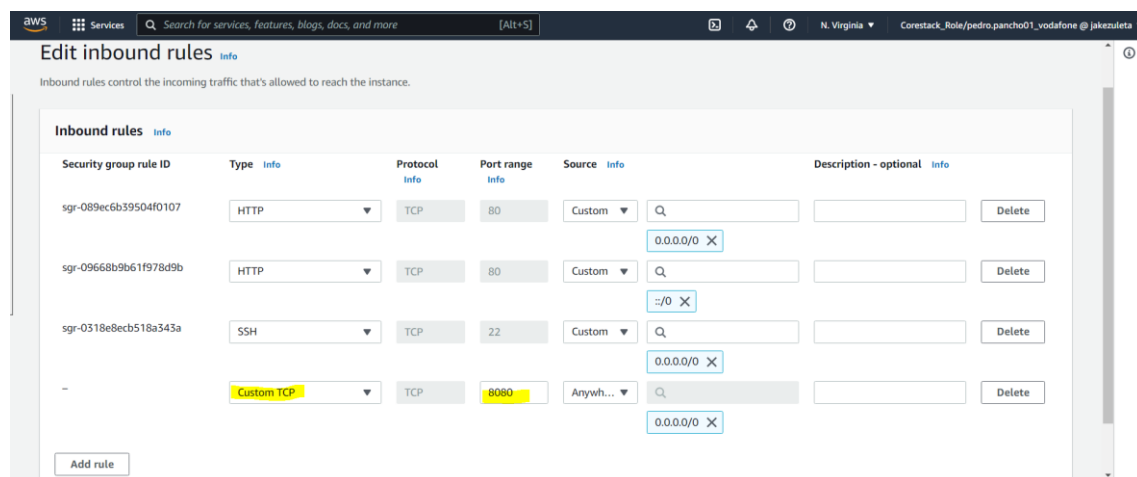 aws Services Search for services, features, blogs, docs, and more [Alt+S] N. Virginia ▼ Corestack_Role/pedro.pancho01_vodafone @ jakezuleta
Edit inbound rules Info
Inbound rules control the incoming traffic that's allowed to reach the instance.
Inbound rules Info
Security group rule ID Type Info Protocol Info Port range Info Source Info Description - optional Info
sgr-089ec6b39504f0107 HTTP TCP 80 Custom Delete
0.0.0.0/0
sgr-09668b9b61f978d9b HTTP TCP 80 Custom Delete
::/0
sgr-0318e8ecb518a343a SSH TCP 22 Custom Delete
0.0.0.0/0
– Custom TCP TCP 8080 Anywh... Delete
0.0.0.0/0
Add rule